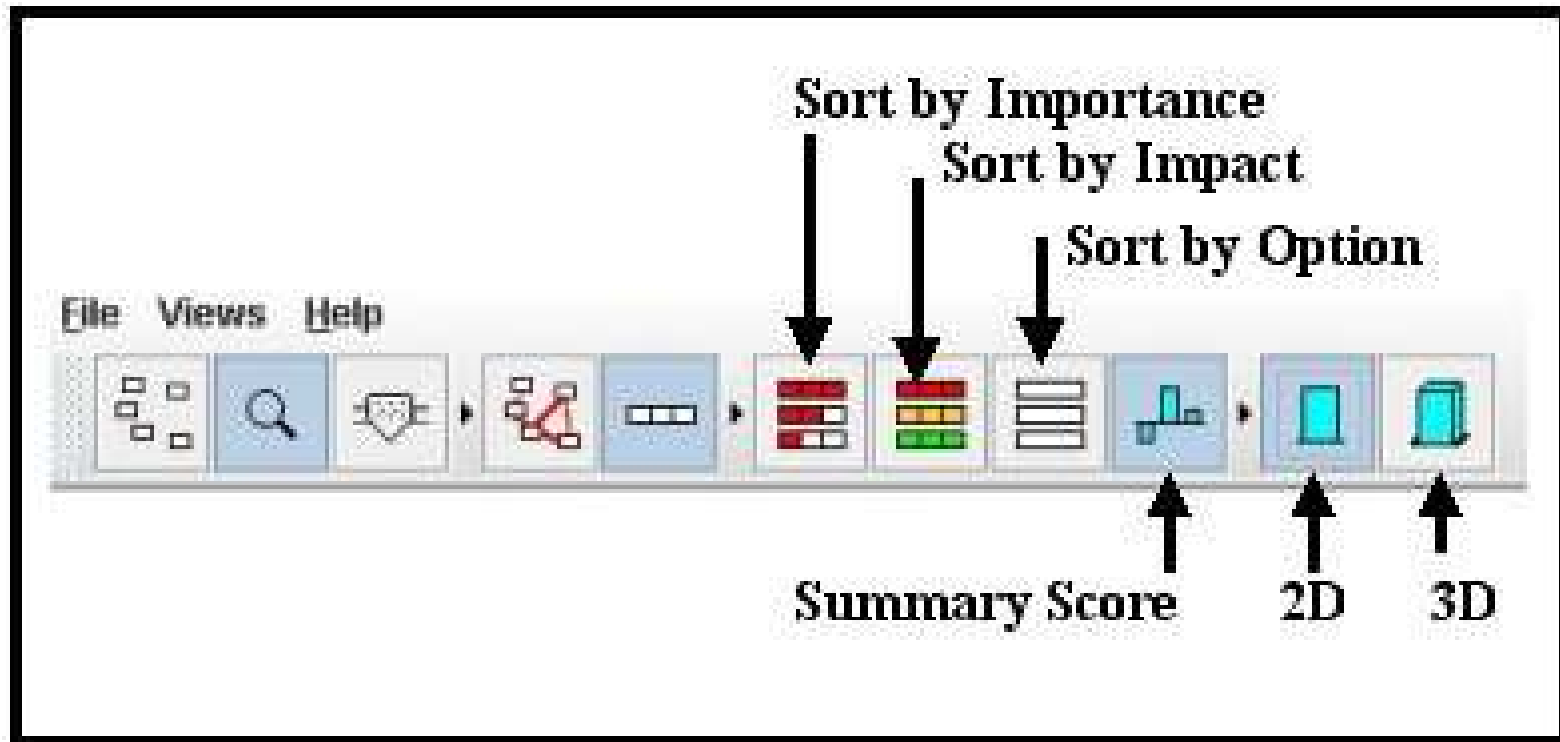 Sort by Importance
Sort by Impact
Sort by Option
File Views Help
Summary Score 2D 3D